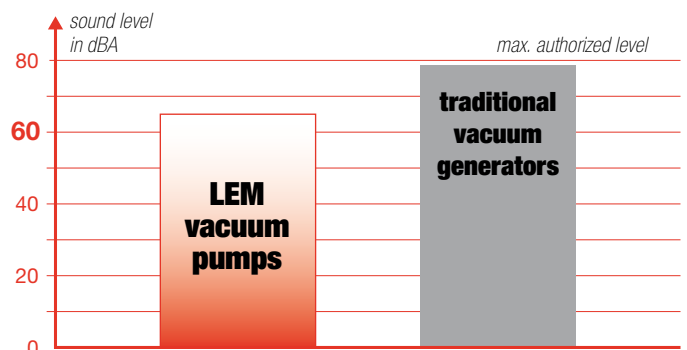 sound level
in dBA
max. authorized level
80
60
40
20
0
traditional
vacuum
generators
LEM
vacuum
pumps